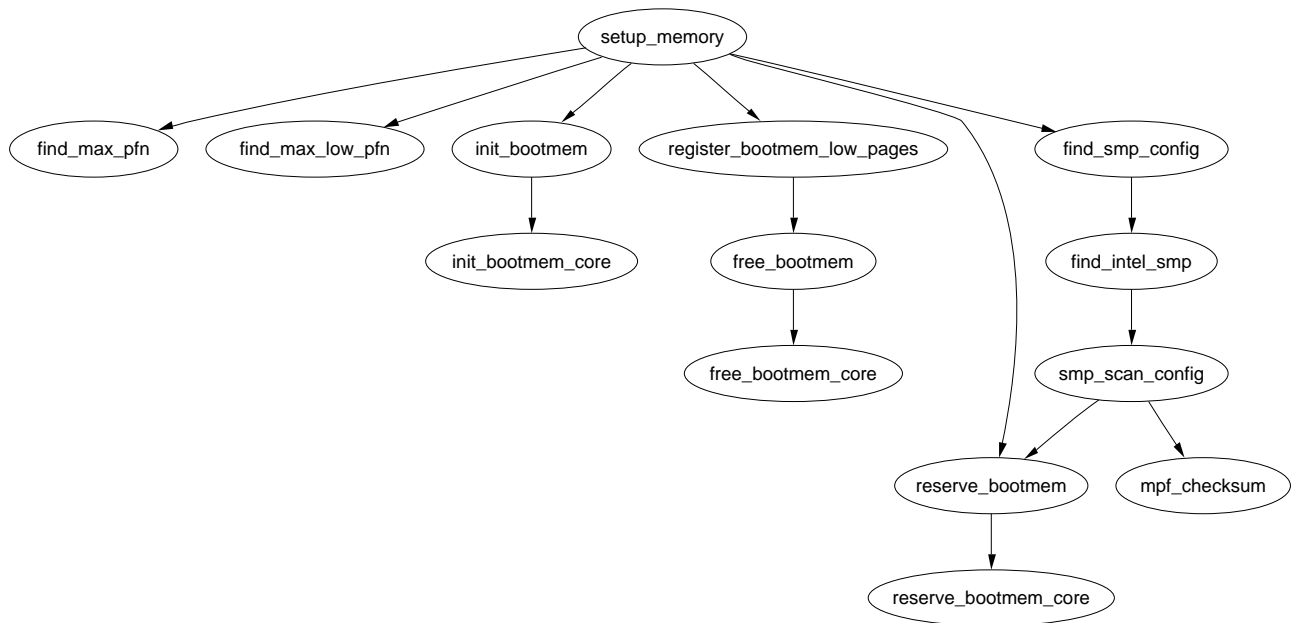 setup_memory
find_max_pfn
find_max_low_pfn
init_bootmem
register_bootmem_low_pages
find_smp_config
init_bootmem_core
free_bootmem
find_intel_smp
free_bootmem_core
smp_scan_config
reserve_bootmem
mpf_checksum
reserve_bootmem_core